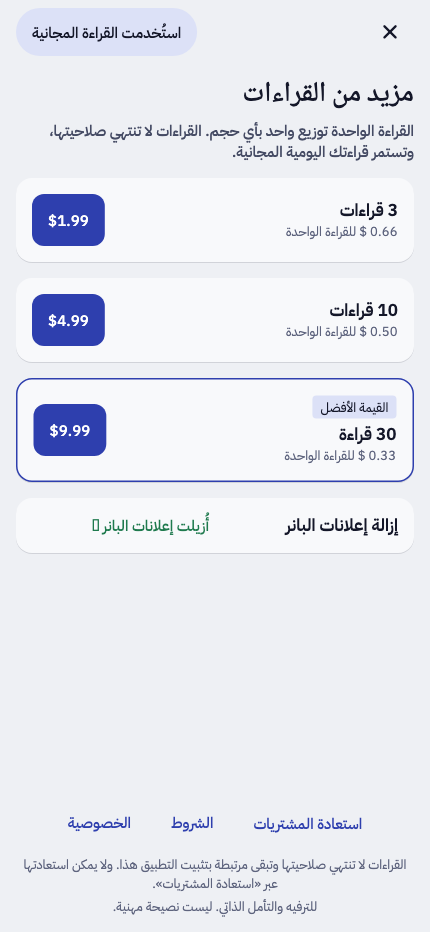 استُخدمت القراءة المجانية
مزيد من القراءات
القراءة الواحدة توزيع واحد بأي حجم. القراءات لا تنتهي صلاحيتها،
وتستمر قراءتك اليومية المجانية.
3 قراءات
0.66 $ للقراءة الواحدة
$1.99
10 قراءات
0.50 $ للقراءة الواحدة
$4.99
القيمة الأفضل
30 قراءة
0.33 $ للقراءة الواحدة
$9.99
إزالة إعلانات البانر
أُزيلت إعلانات البانر
استعادة المشتريات
الشروط
الخصوصية
القراءات لا تنتهي صلاحيتها وتبقى مرتبطة بتثبيت التطبيق هذا. ولا يمكن استعادتها
عبر «استعادة المشتريات».
للترفيه والتأمل الذاتي. ليست نصيحة مهنية.